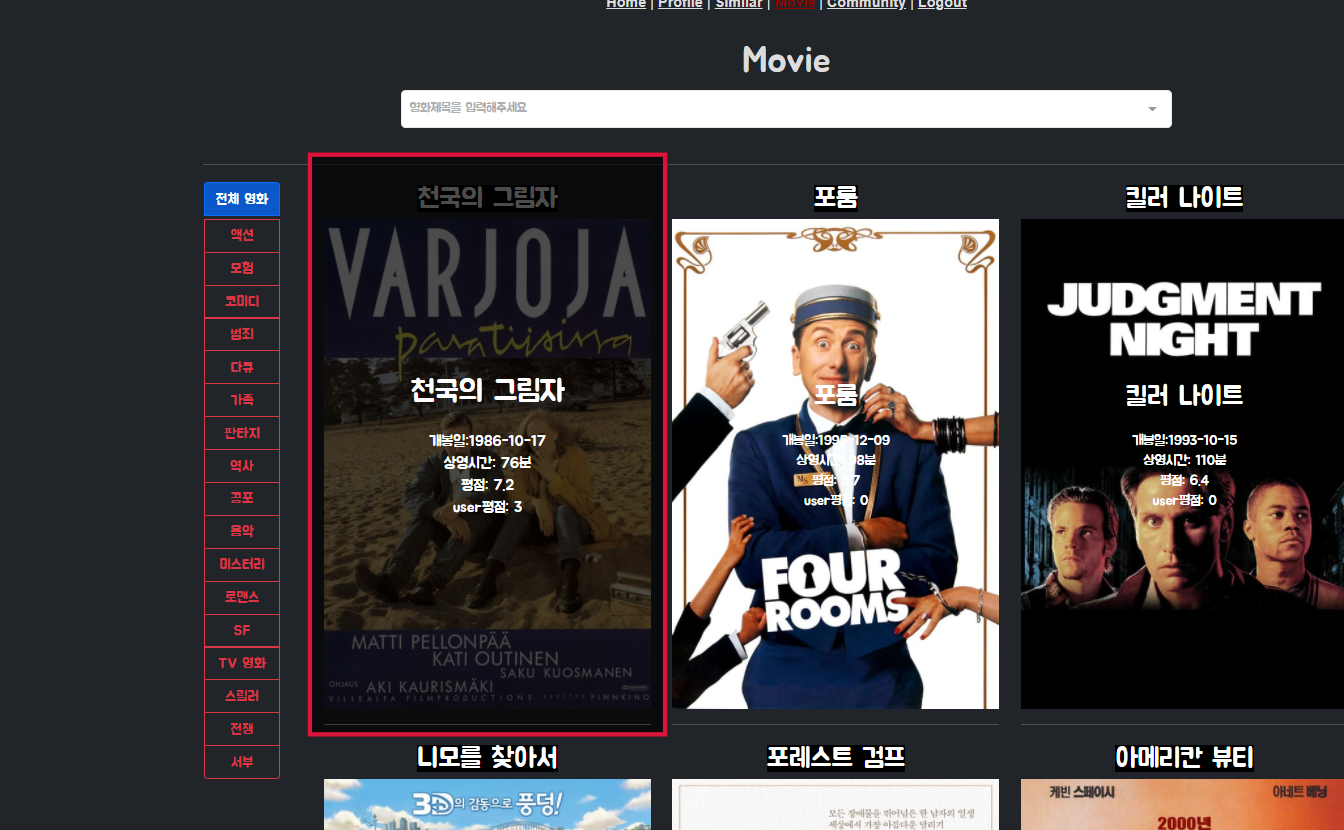 Home | Profile | Similar | Movie | Community | Logout
Movie
영화제목을 입력해주세요
전체 영화
액션
모험
코미디
범죄
다큐
가족
판타지
역사
공포
음악
미스터리
로맨스
SF
TV 영화
스릴러
전쟁
서부
천국의 그림자
VARJOJA
paratiisissa
천국의 그림자
개봉일:1986-10-17
상영시간: 76분
평점: 7.2
user평점: 3
MATTI PELLONPÄÄ
KATI OUTINEN
SAKU KUOSMANEN
OHJAUS AKI KAURISMÄKI
VILLEALFA FILMPRODUCTIONS FINNKINO
포룸
포룸
개봉일:1995-12-09
상영시간: 98분
평점:
user평점: 0
FOUR
ROOMS
킬러 나이트
JUDGMENT
NIGHT
킬러 나이트
개봉일:1993-10-15
상영시간: 110분
평점: 6.4
user평점: 0
니모를 찾아서
3D의 감동으로 풍덩!
포레스트 검프
모든 장애물을 뛰어넘은 한 남자의 일생
세상에서 가장 아름다운 달리기
아메리칸 뷰티
케빈 스페이시
아네트 베닝
2000년